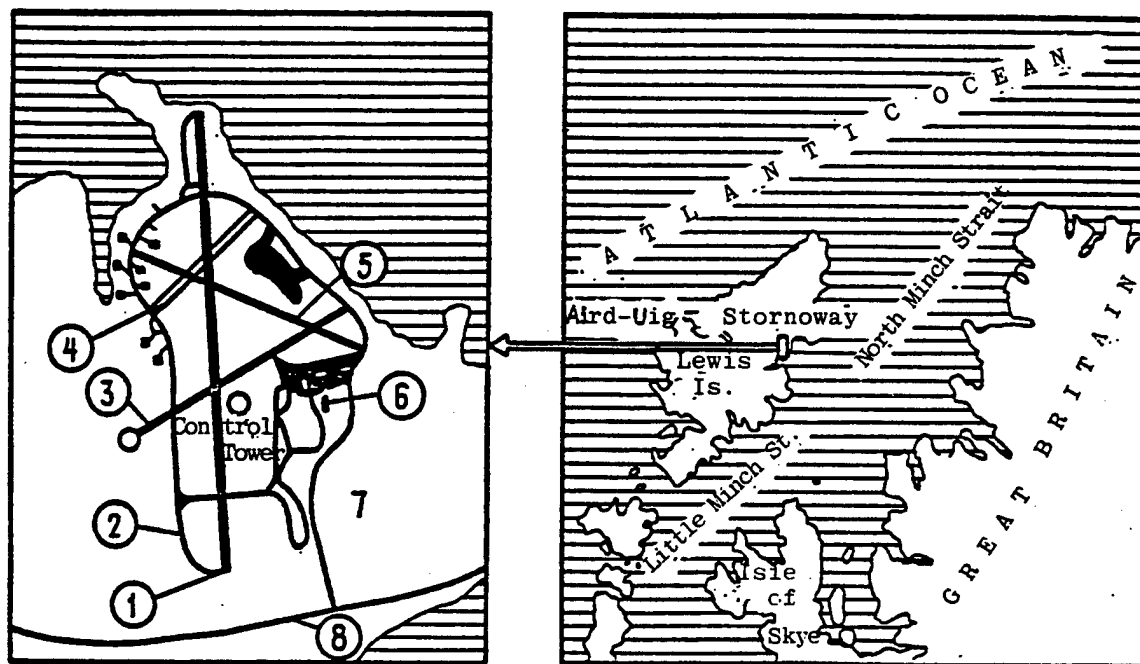 5
4
3
6
Control
Tower
7
2
1
8
ATLANTIC OCEAN
North Minch Strait
Aird-Uig
Stornoway
Lewis
Is.
GREAT BRITAIN
Little Minch St.
Isle
of
Skye